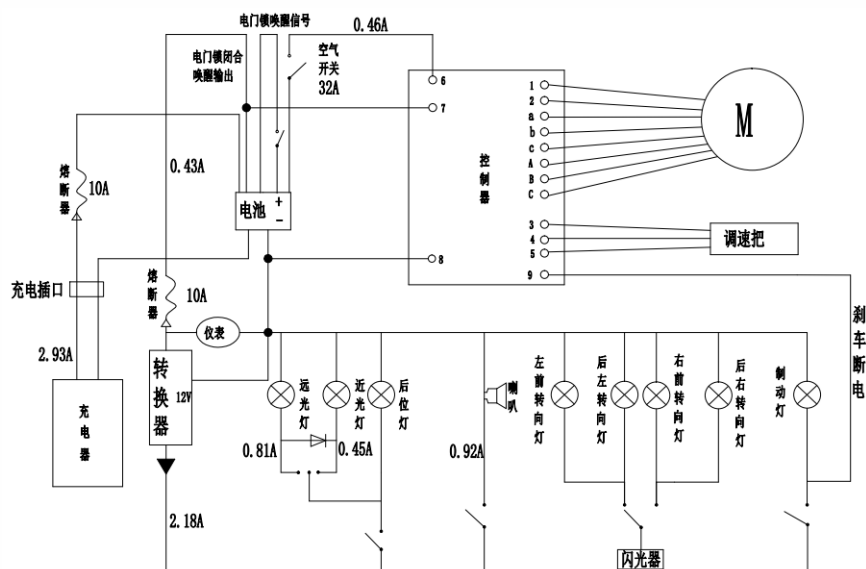 电门锁唤醒信号
0.46A
电门锁闭合
唤醒输出
空气
开关
32A
6
7
8
1
2
a
b
c
A
B
C
3
4
5
9
控制器
M
调速把
熔断器
10A
0.43A
电池
+
-
充电插口
熔断器
10A
仪表
2.93A
转换器
12V
充电器
2.18A
远光灯
近光灯
后位灯
0.81A
0.45A
喇叭
0.92A
左前转向灯
后左转向灯
右前转向灯
后右转向灯
制动灯
刹车断电
闪光器